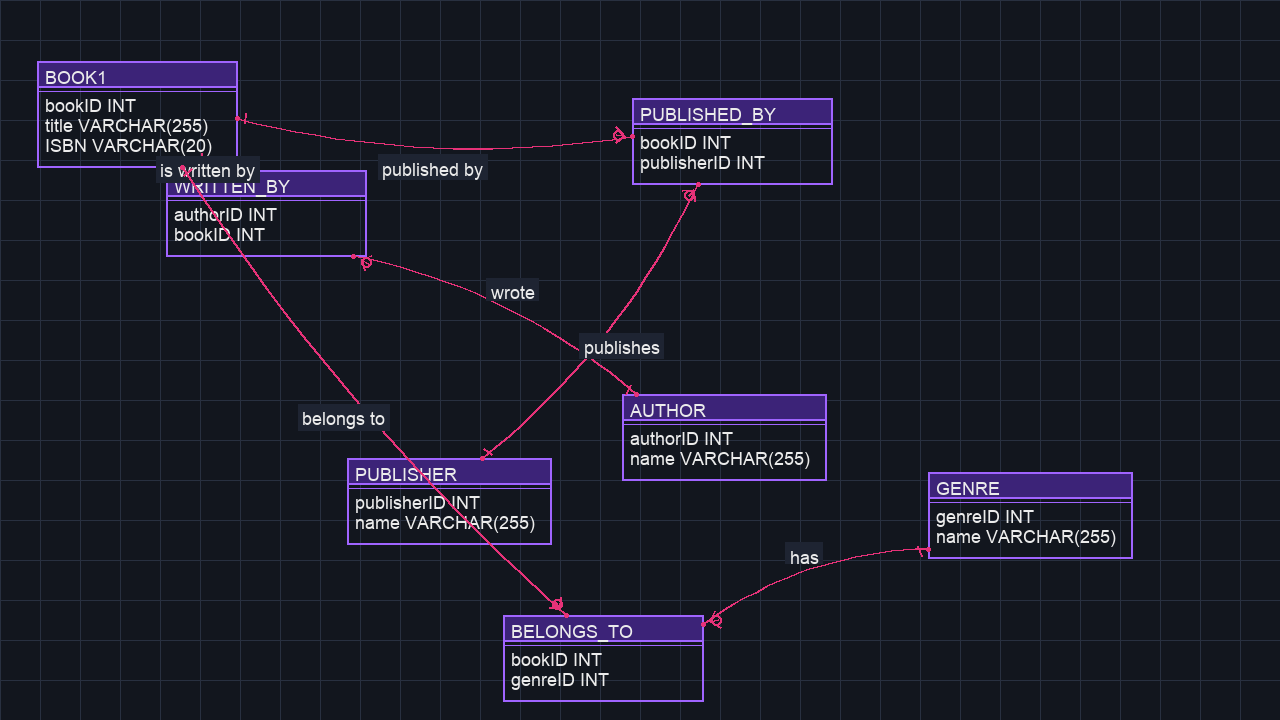 BOOK1
bookID INT
title VARCHAR(255)
ISBN VARCHAR(20)
is written by
WRITTEN_BY
authorID INT
bookID INT
published by
PUBLISHED_BY
bookID INT
publisherID INT
wrote
publishes
belongs to
AUTHOR
authorID INT
name VARCHAR(255)
PUBLISHER
publisherID INT
name VARCHAR(255)
GENRE
genreID INT
name VARCHAR(255)
has
BELONGS_TO
bookID INT
genreID INT